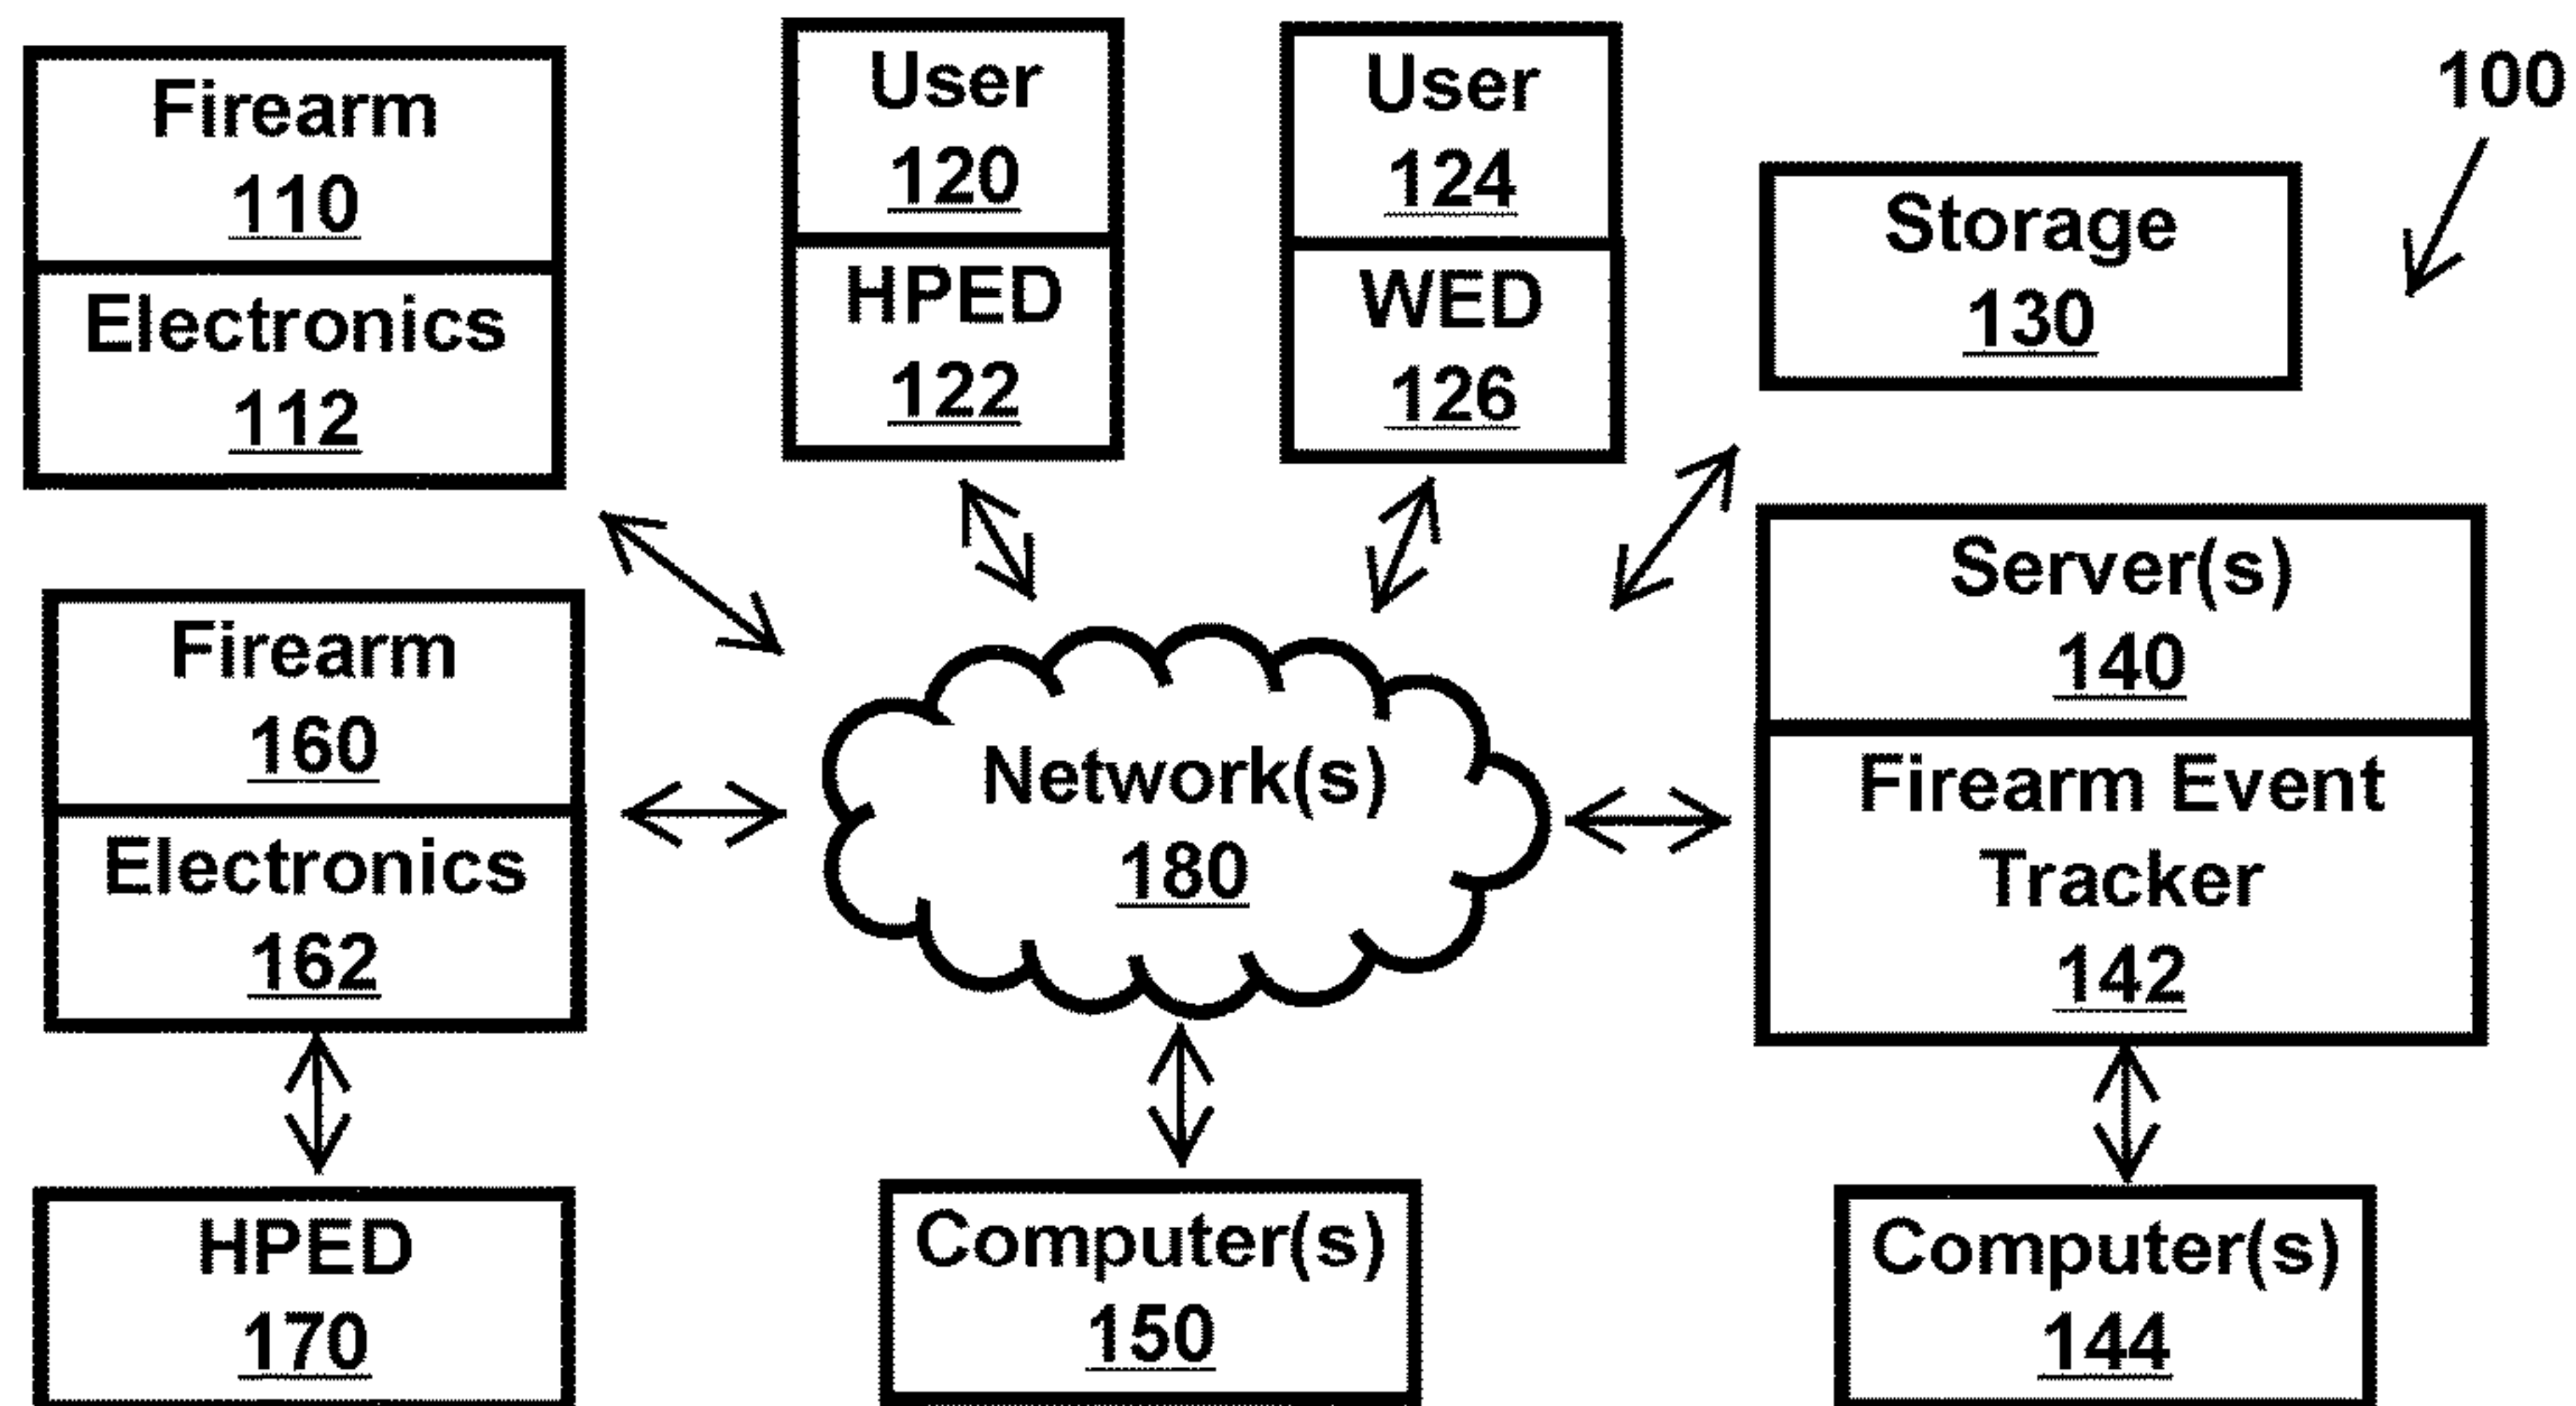 Firearm
110
Electronics
112
User
120
HPED
122
User
124
WED
126
Storage
130
100
Firearm
160
Electronics
162
Network(s)
180
Server(s)
140
Firearm Event
Tracker
142
HPED
170
Computer(s)
150
Computer(s)
144